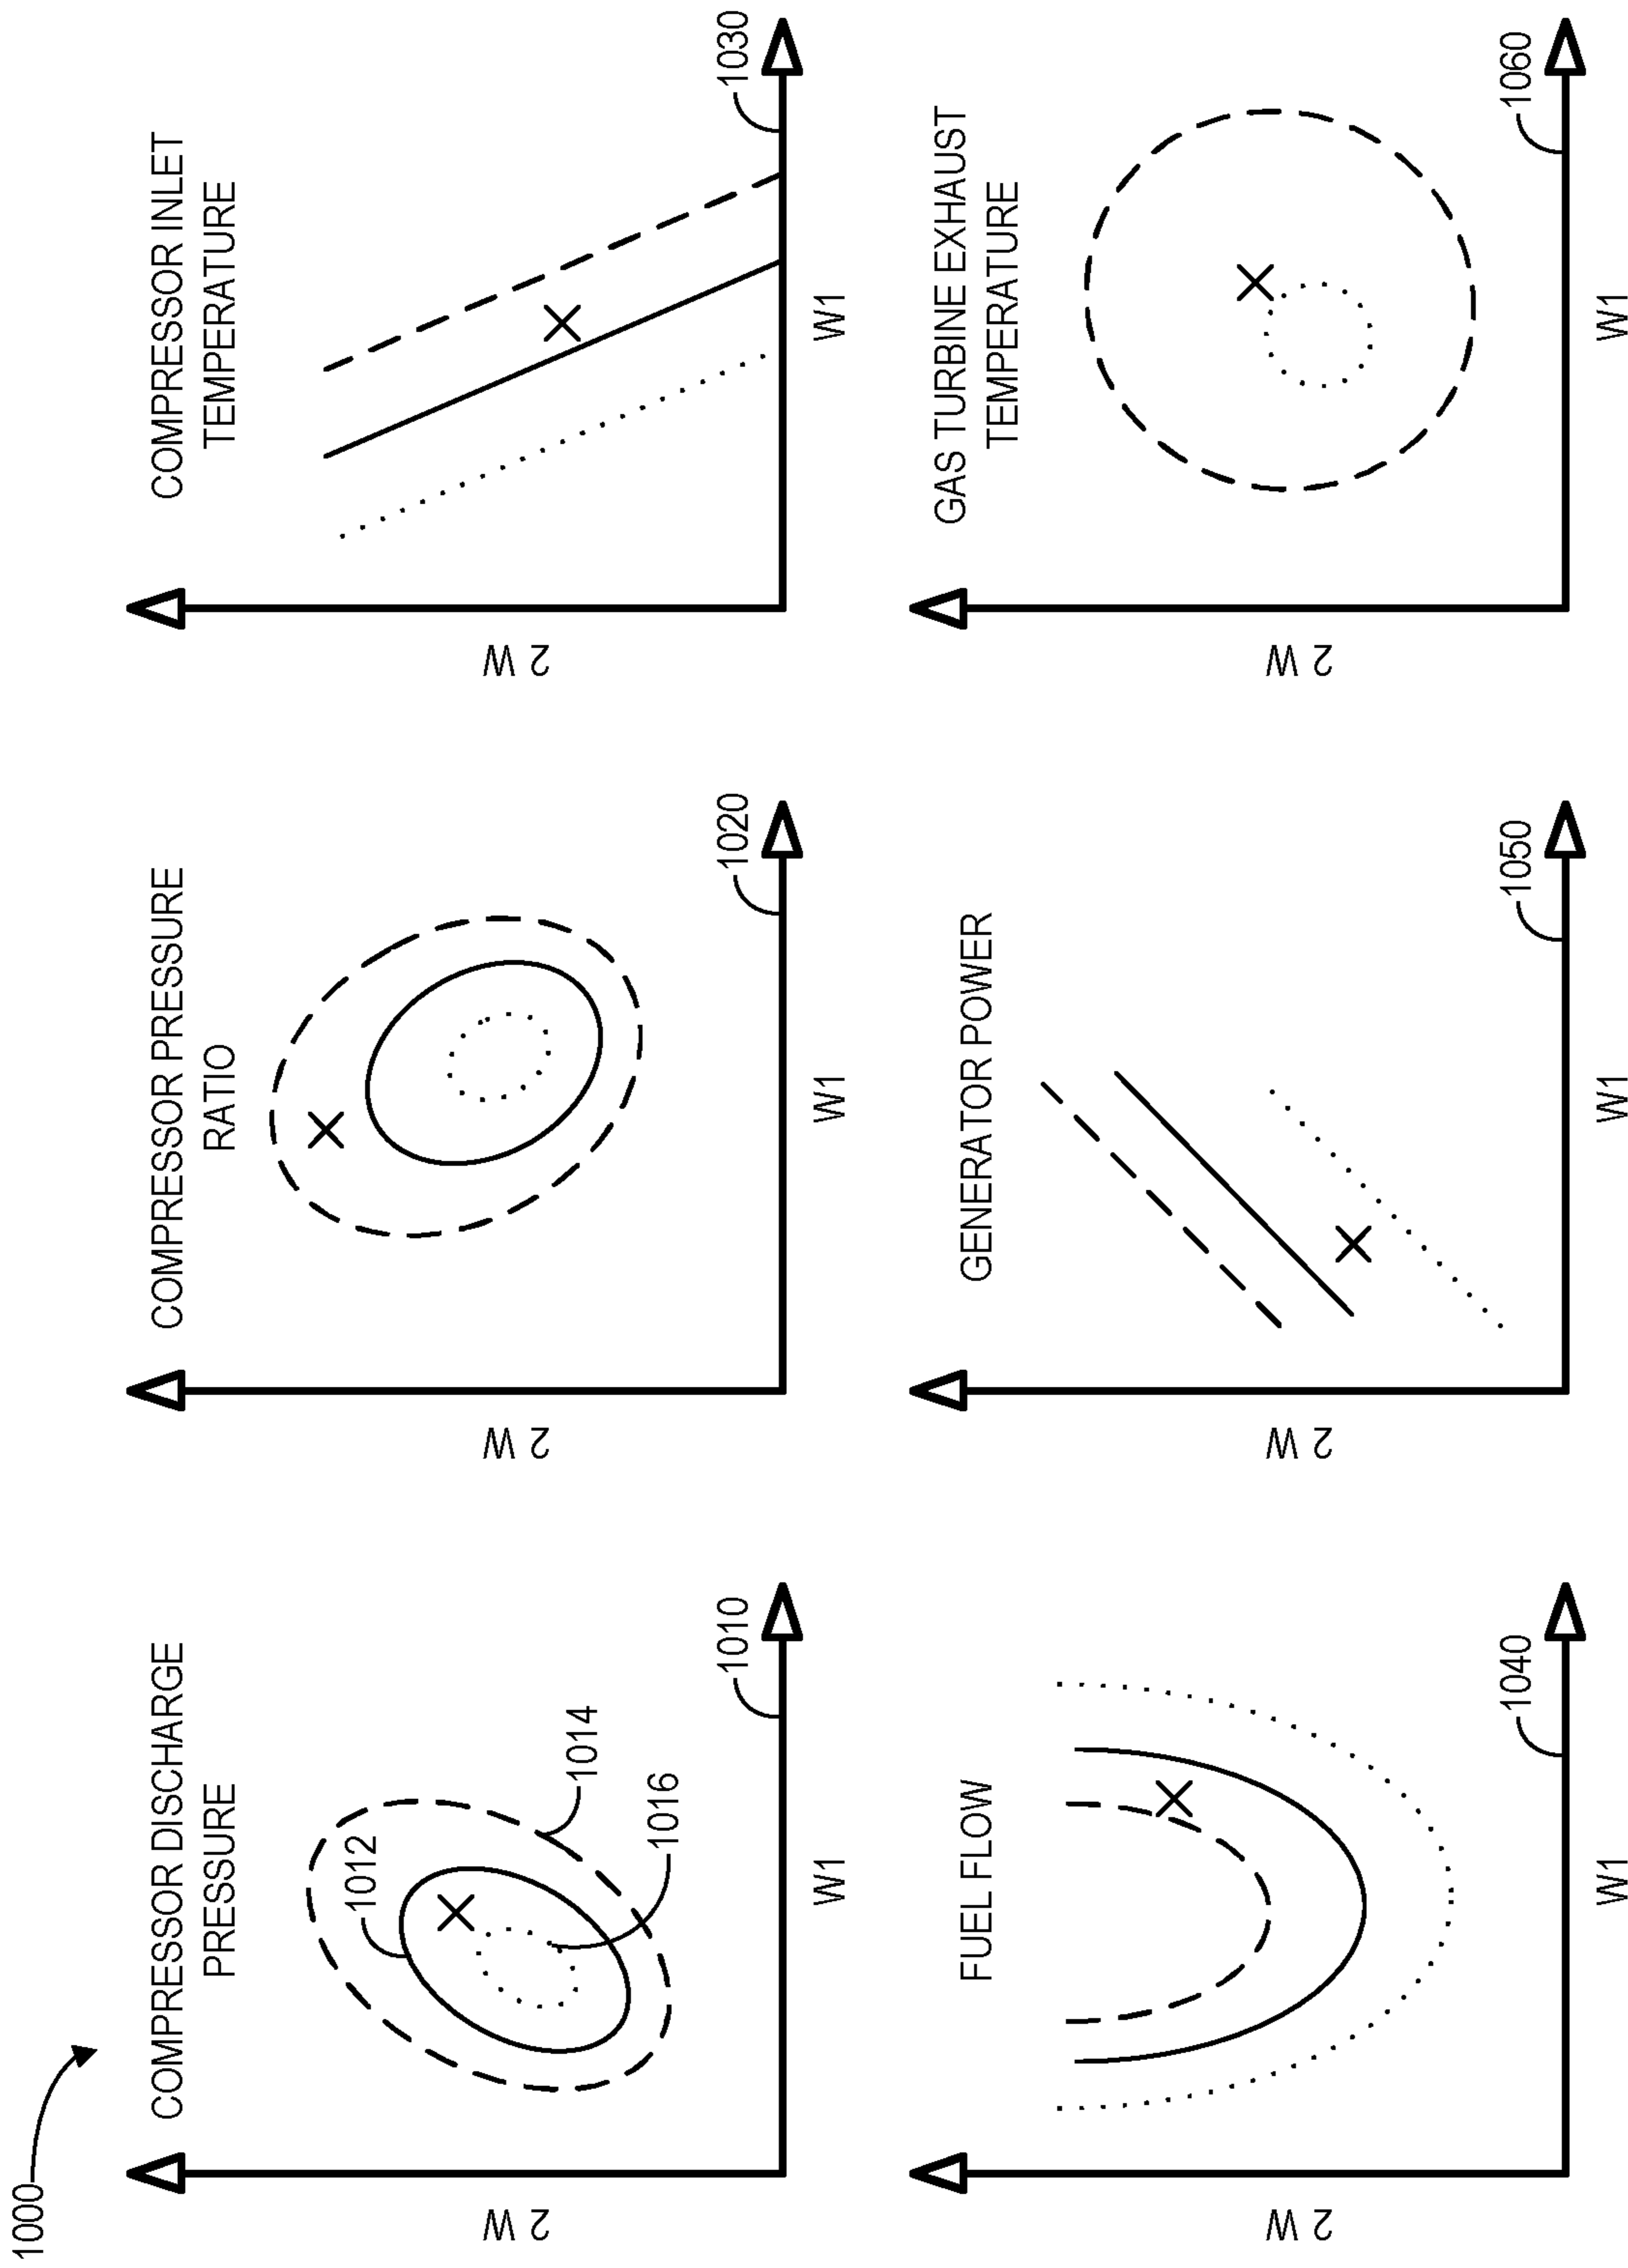 1000
COMPRESSOR DISCHARGE
PRESSURE
1012
1014
1016
2 W
W1
1010
COMPRESSOR PRESSURE
RATIO
2 W
W1
1020
COMPRESSOR INLET
TEMPERATURE
2 W
W1
1030
FUEL FLOW
2 W
W1
1040
GENERATOR POWER
2 W
W1
1050
GAS TURBINE EXHAUST
TEMPERATURE
2 W
W1
1060